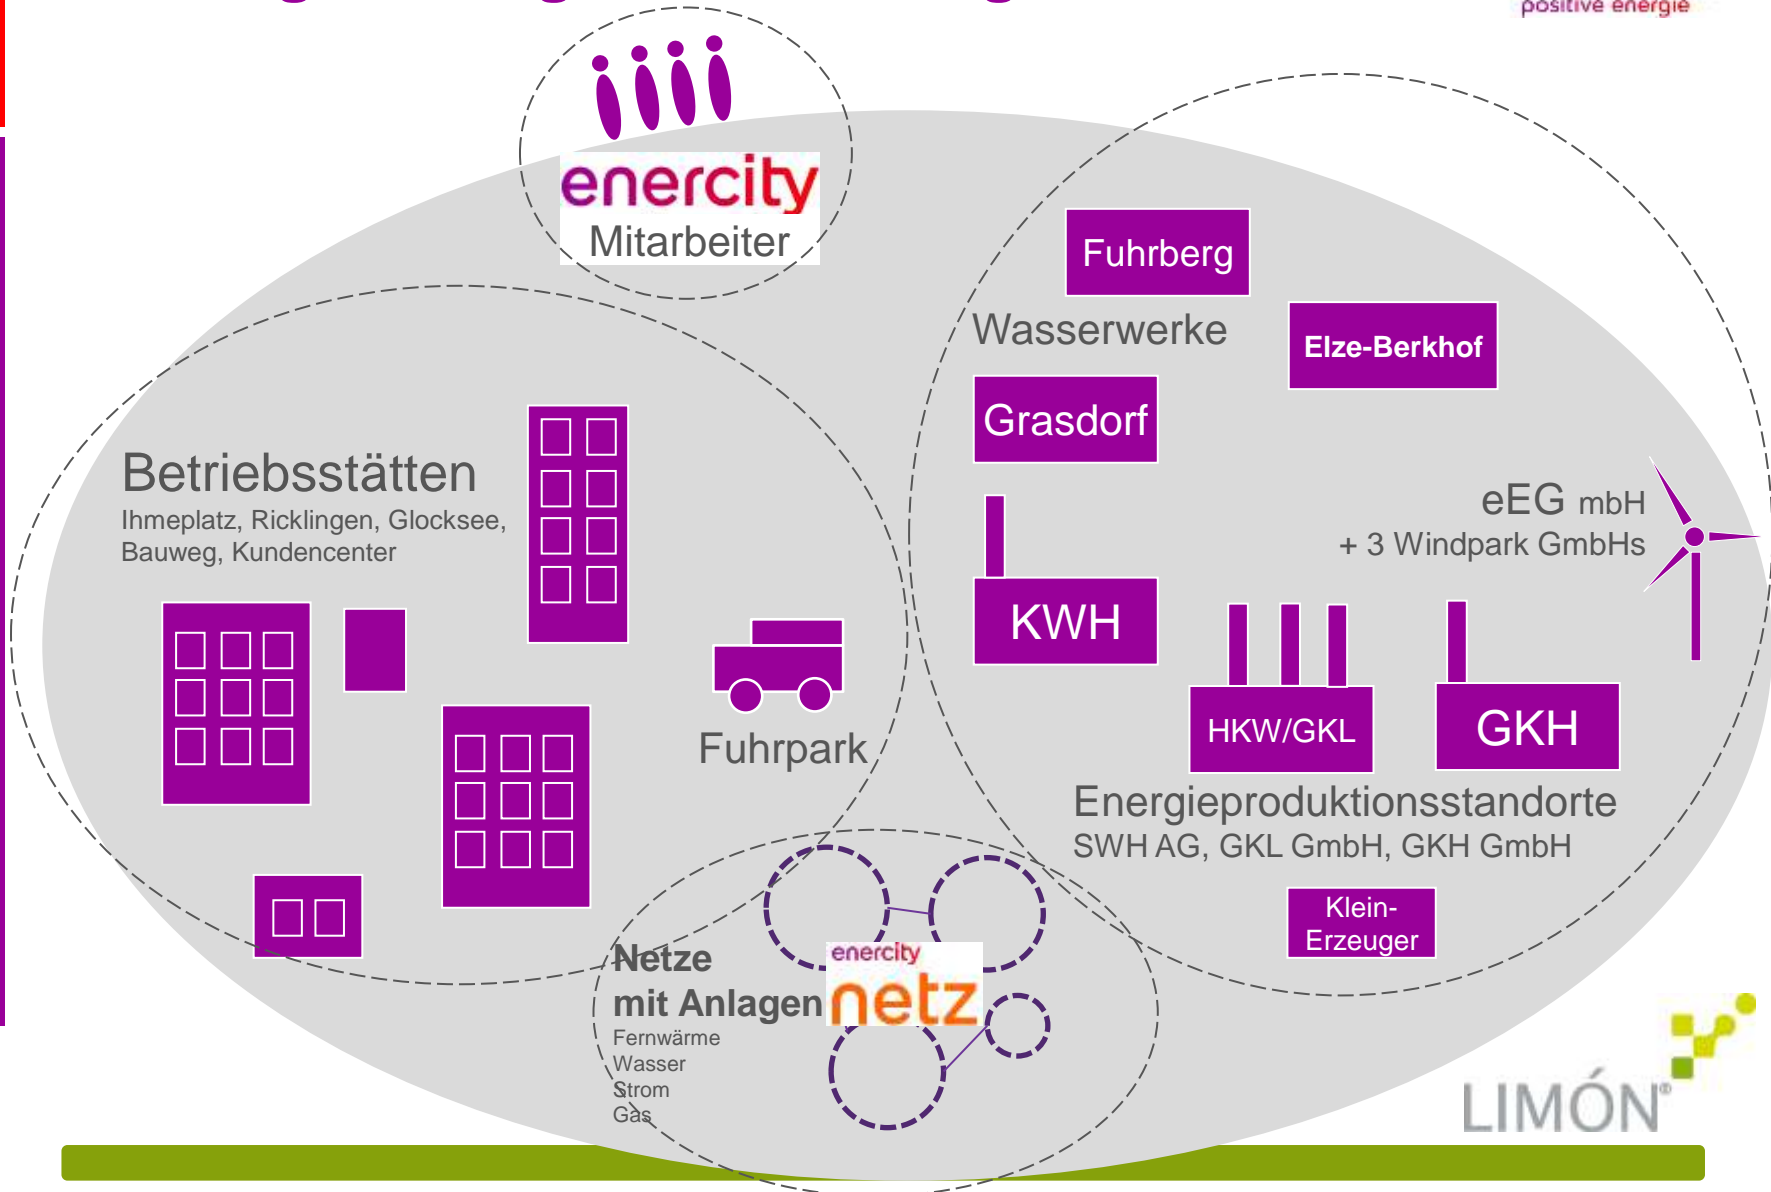 positive energie
enercity
Mitarbeiter
Fuhrberg
Wasserwerke
Elze-Berkhof
Grasdorf
Betriebsstätten
Ihmeplatz, Ricklingen, Glocksee,
Bauweg, Kundencenter
eEG mbH
+ 3 Windpark GmbHs
KWH
HKW/GKL
GKH
Fuhrpark
Energieproduktionsstandorte
SWH AG, GKL GmbH, GKH GmbH
Klein-
Erzeuger
Netze
mit Anlagen
Fernwärme
Wasser
Strom
Gas
enercity
netz
LIMÓN®